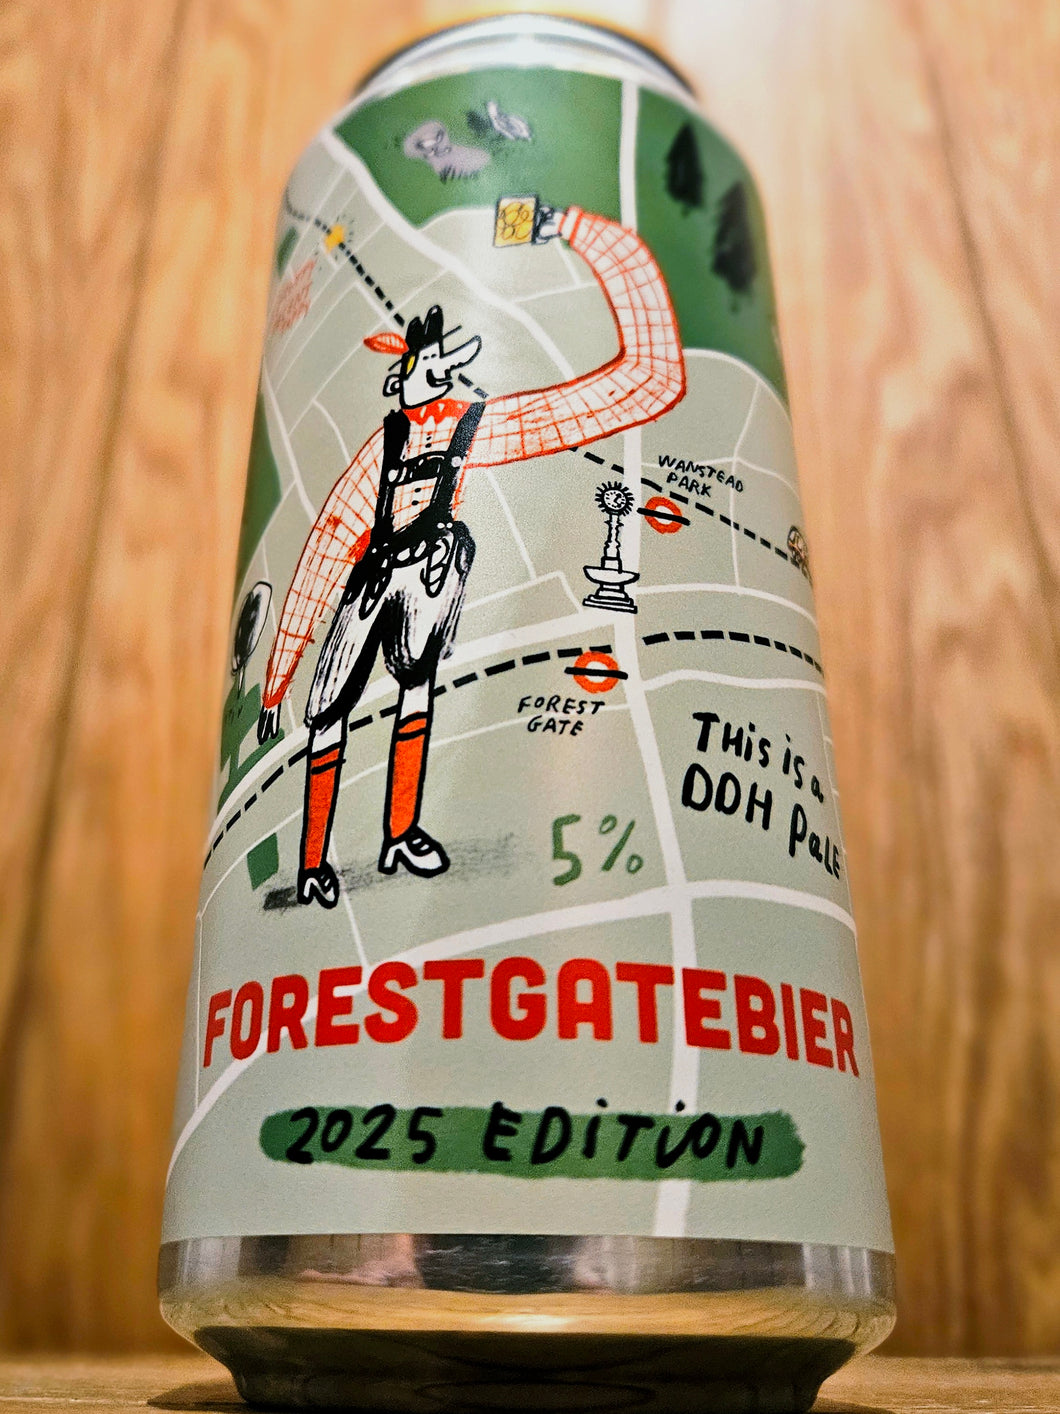 WANSTEAD
PARK
FOREST
GATE
THis is a
DDH Pale
5%
FORESTGATEBIER
2025 EDiTiON